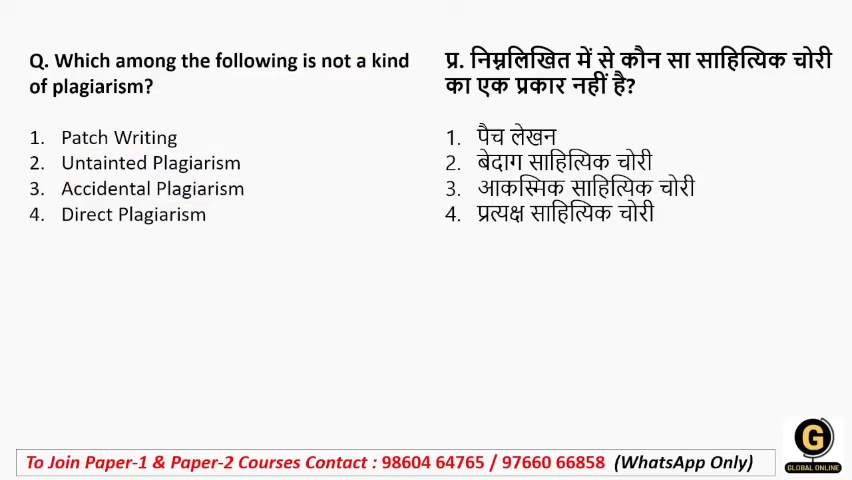 Q. Which among the following is not a kind
of plagiarism?
1. Patch Writing
2. Untainted Plagiarism
3. Accidental Plagiarism
4. Direct Plagiarism
प्र. निम्नलिखित में से कौन सा साहित्यिक चोरी
का एक प्रकार नहीं है?
1. पैच लेखन
2. बेदाग साहित्यिक चोरी
3. आकस्मिक साहित्यिक चोरी
4. प्रत्यक्ष साहित्यिक चोरी
To Join Paper-1 & Paper-2 Courses Contact : 98604 64765 / 97660 66858 (WhatsApp Only)
G
GLOBAL ONLINE